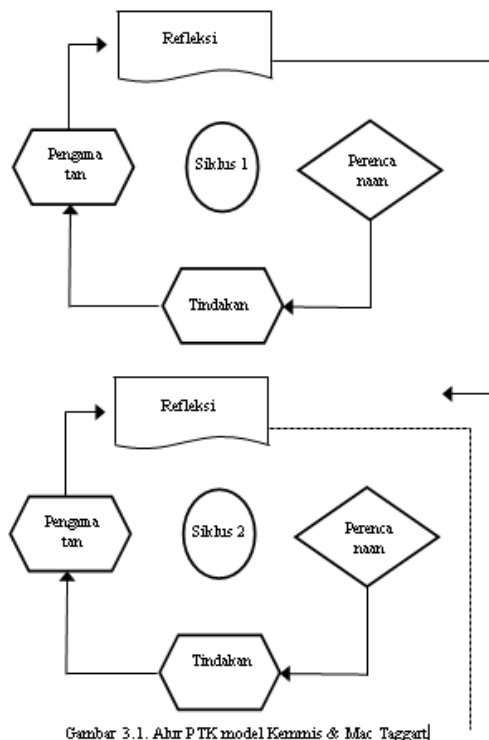 Refleksi
Pengama
tan
Siklus 1
Perenca
naan
Tindakan
Refleksi
Pengama
tan
Siklus 2
Perenca
naan
Tindakan
Gambar 3.1. Alur PTK model Kemmis & Mac Taggart